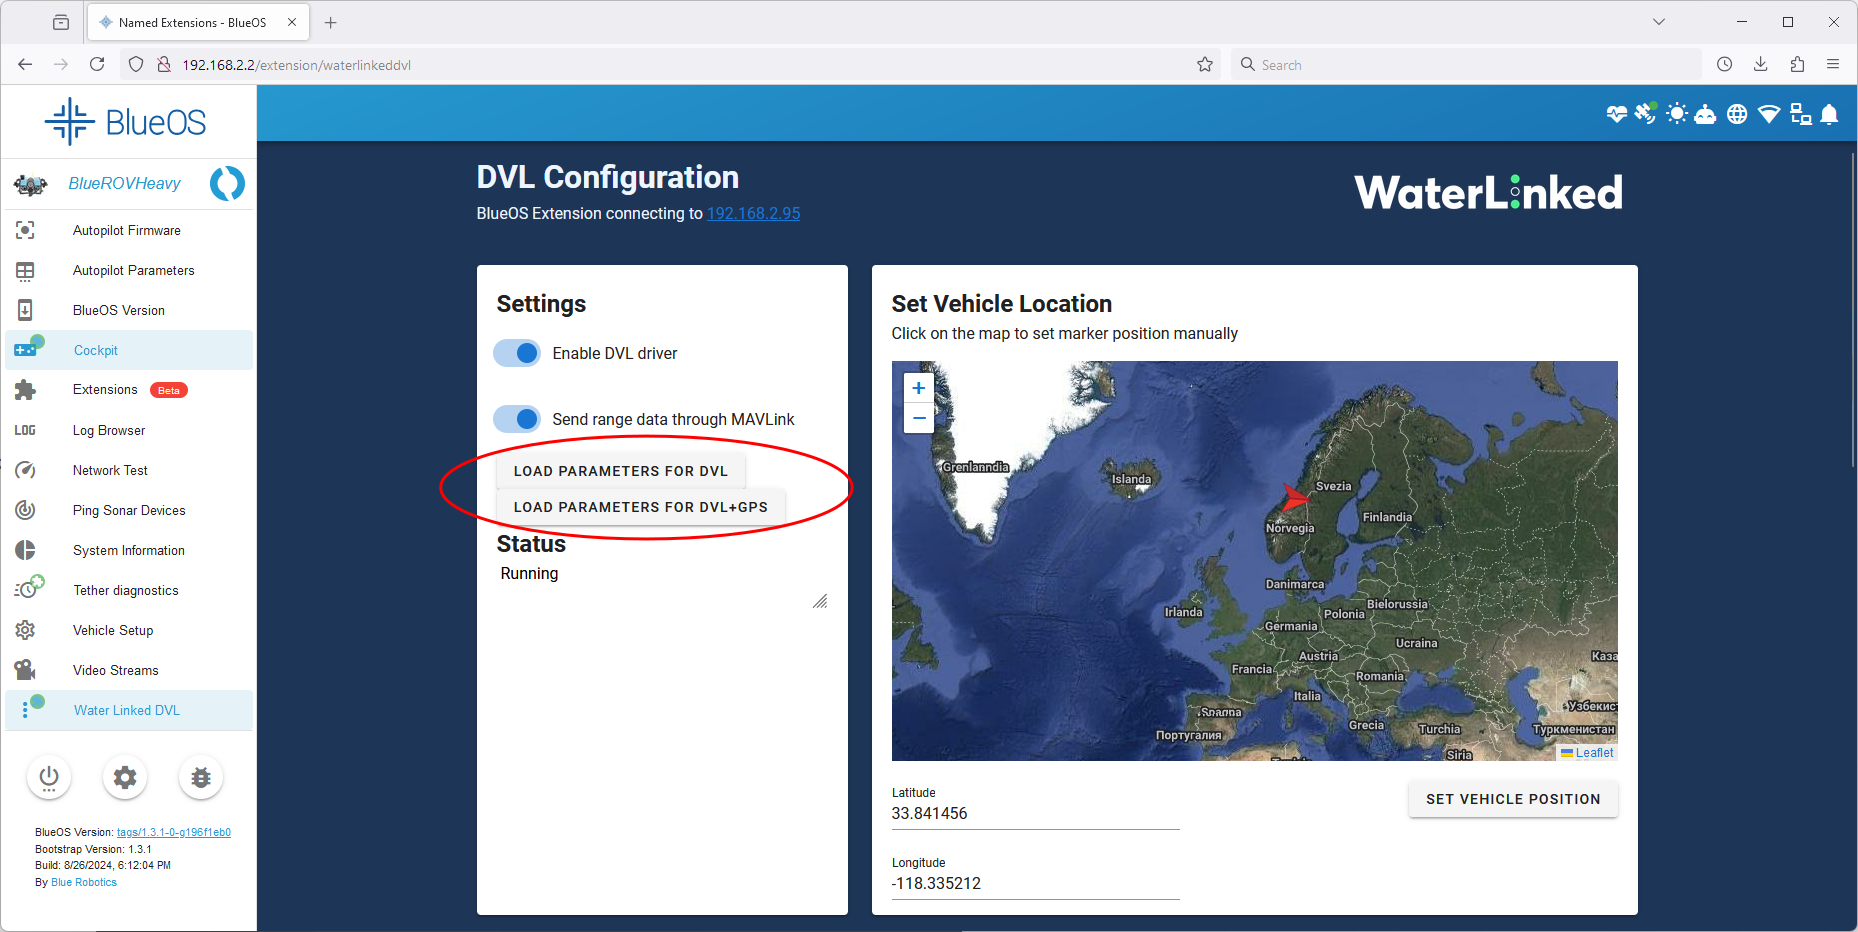 Named Extensions - BlueOS
192.168.2.2/extension/waterlinkeddvl
Search
BlueOS
BlueROVHeavy
Autopilot Firmware
Autopilot Parameters
BlueOS Version
Cockpit
Extensions Beta
LOG Log Browser
Network Test
Ping Sonar Devices
System Information
Tether diagnostics
Vehicle Setup
Video Streams
Water Linked DVL
BlueOS Version: tags/1.3.1-0-g196f1eb0
Bootstrap Version: 1.3.1
Build: 8/26/2024, 6:12:04 PM
By Blue Robotics
DVL Configuration
BlueOS Extension connecting to 192.168.2.95
WaterLinked
Settings
Enable DVL driver
Send range data through MAVLink
LOAD PARAMETERS FOR DVL
LOAD PARAMETERS FOR DVL+GPS
Status
Running
Set Vehicle Location
Click on the map to set marker position manually
+
−
Grenlanndia
Islanda
Svezia
Norvegia
Finlandia
Danimarca
Irlanda
Polonia
Bielorussia
Germania
Ucraina
Austria
Francia
Каза
Romania
Italia
Grecia
Turchia
Узбекис
Португалия
Туркменистан
Siria
Leaflet
Latitude
33.841456
SET VEHICLE POSITION
Longitude
-118.335212